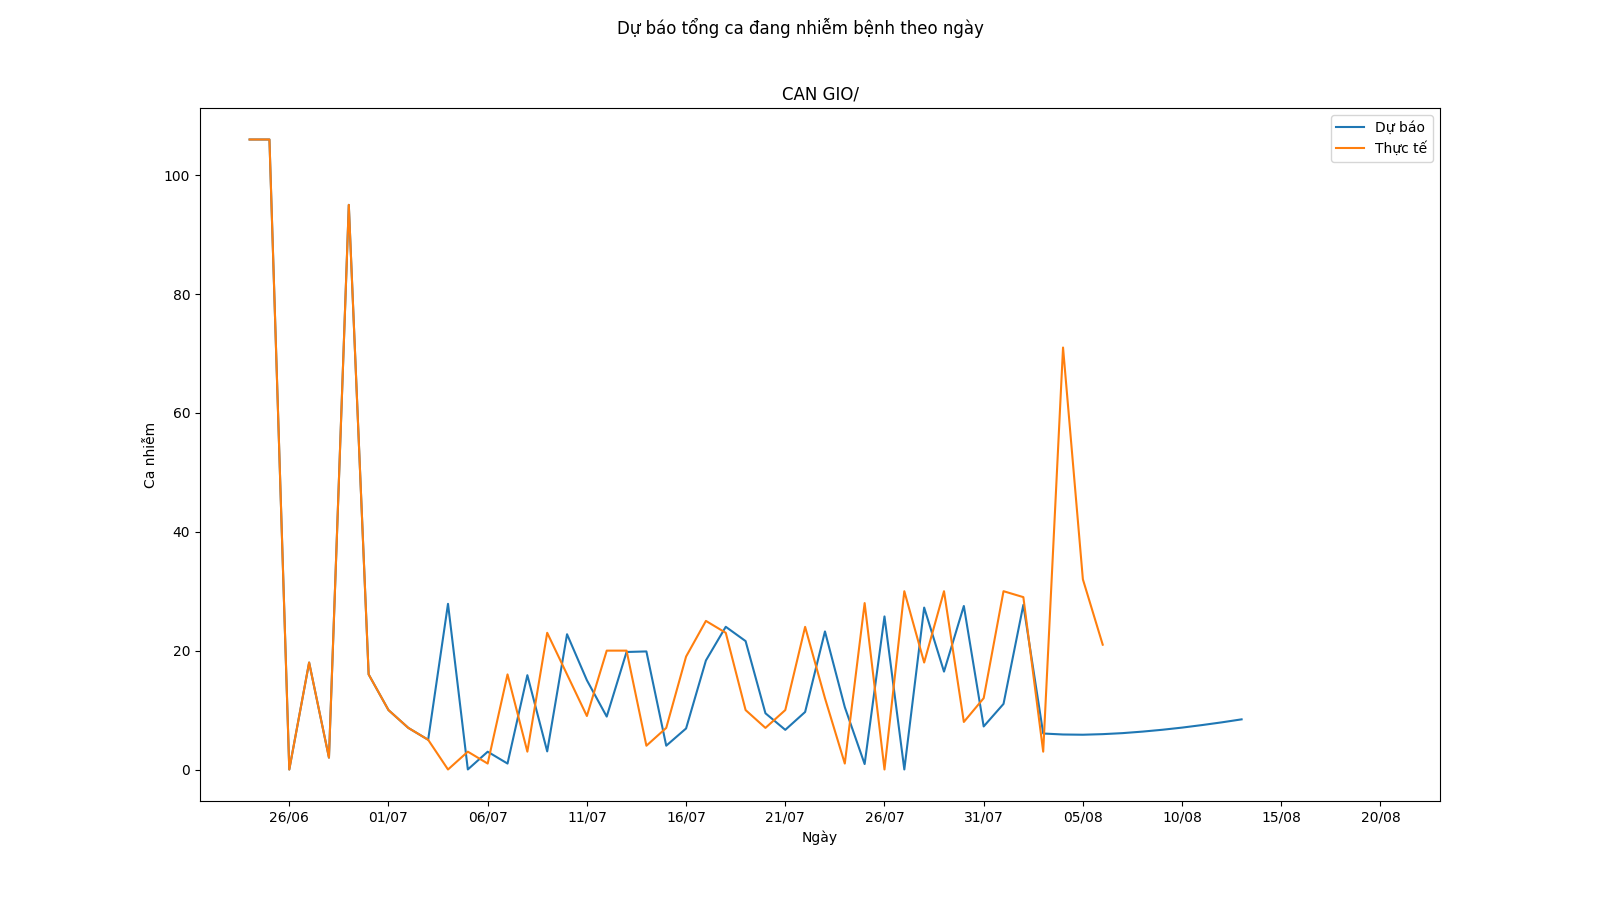 Dự báo tổng ca đang nhiễm bệnh theo ngày
CAN GIO/
Dự báo
Thực tế
Ca nhiễm
100
80
60
40
20
0
26/06 01/07 06/07 11/07 16/07 21/07 26/07 31/07 05/08 10/08 15/08 20/08
Ngày